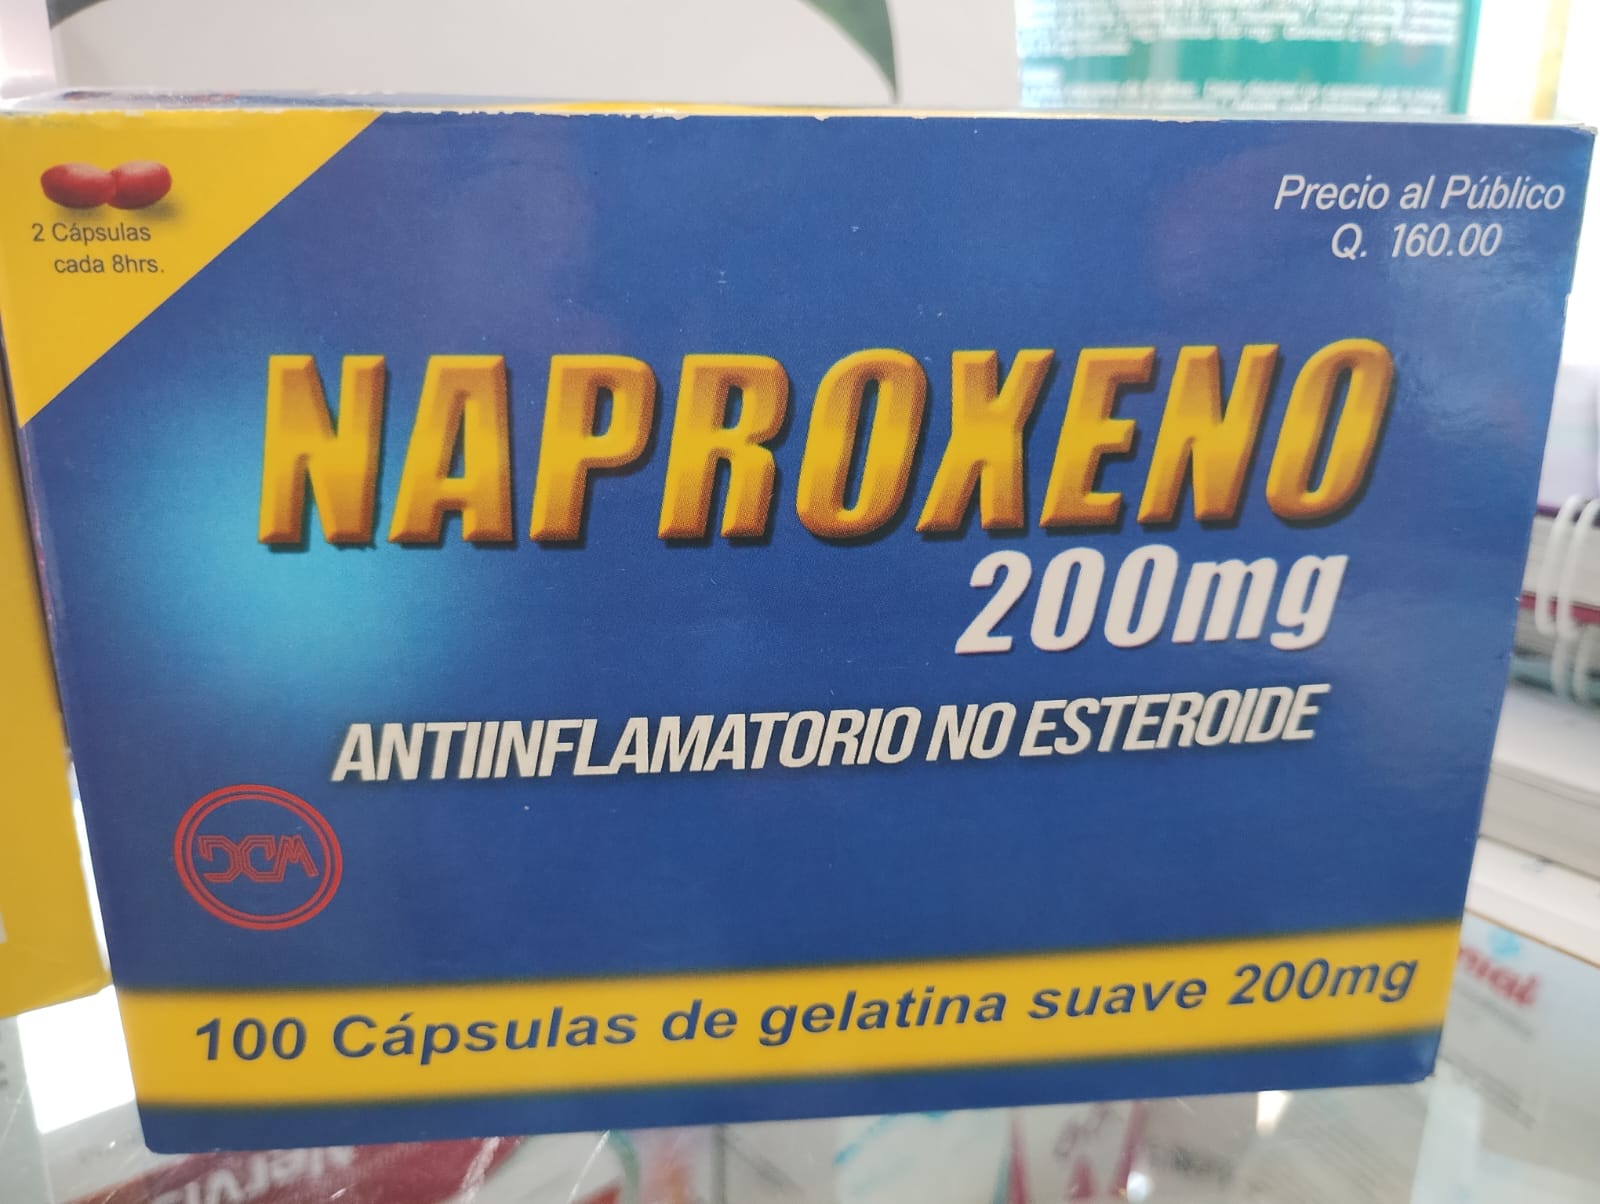 2 Cápsulas
cada 8hrs.
Precio al Público
Q. 160.00
NAPROXENO
200mg
ANTIINFLAMATORIO NO ESTEROIDE
DCM
100 Cápsulas de gelatina suave 200mg